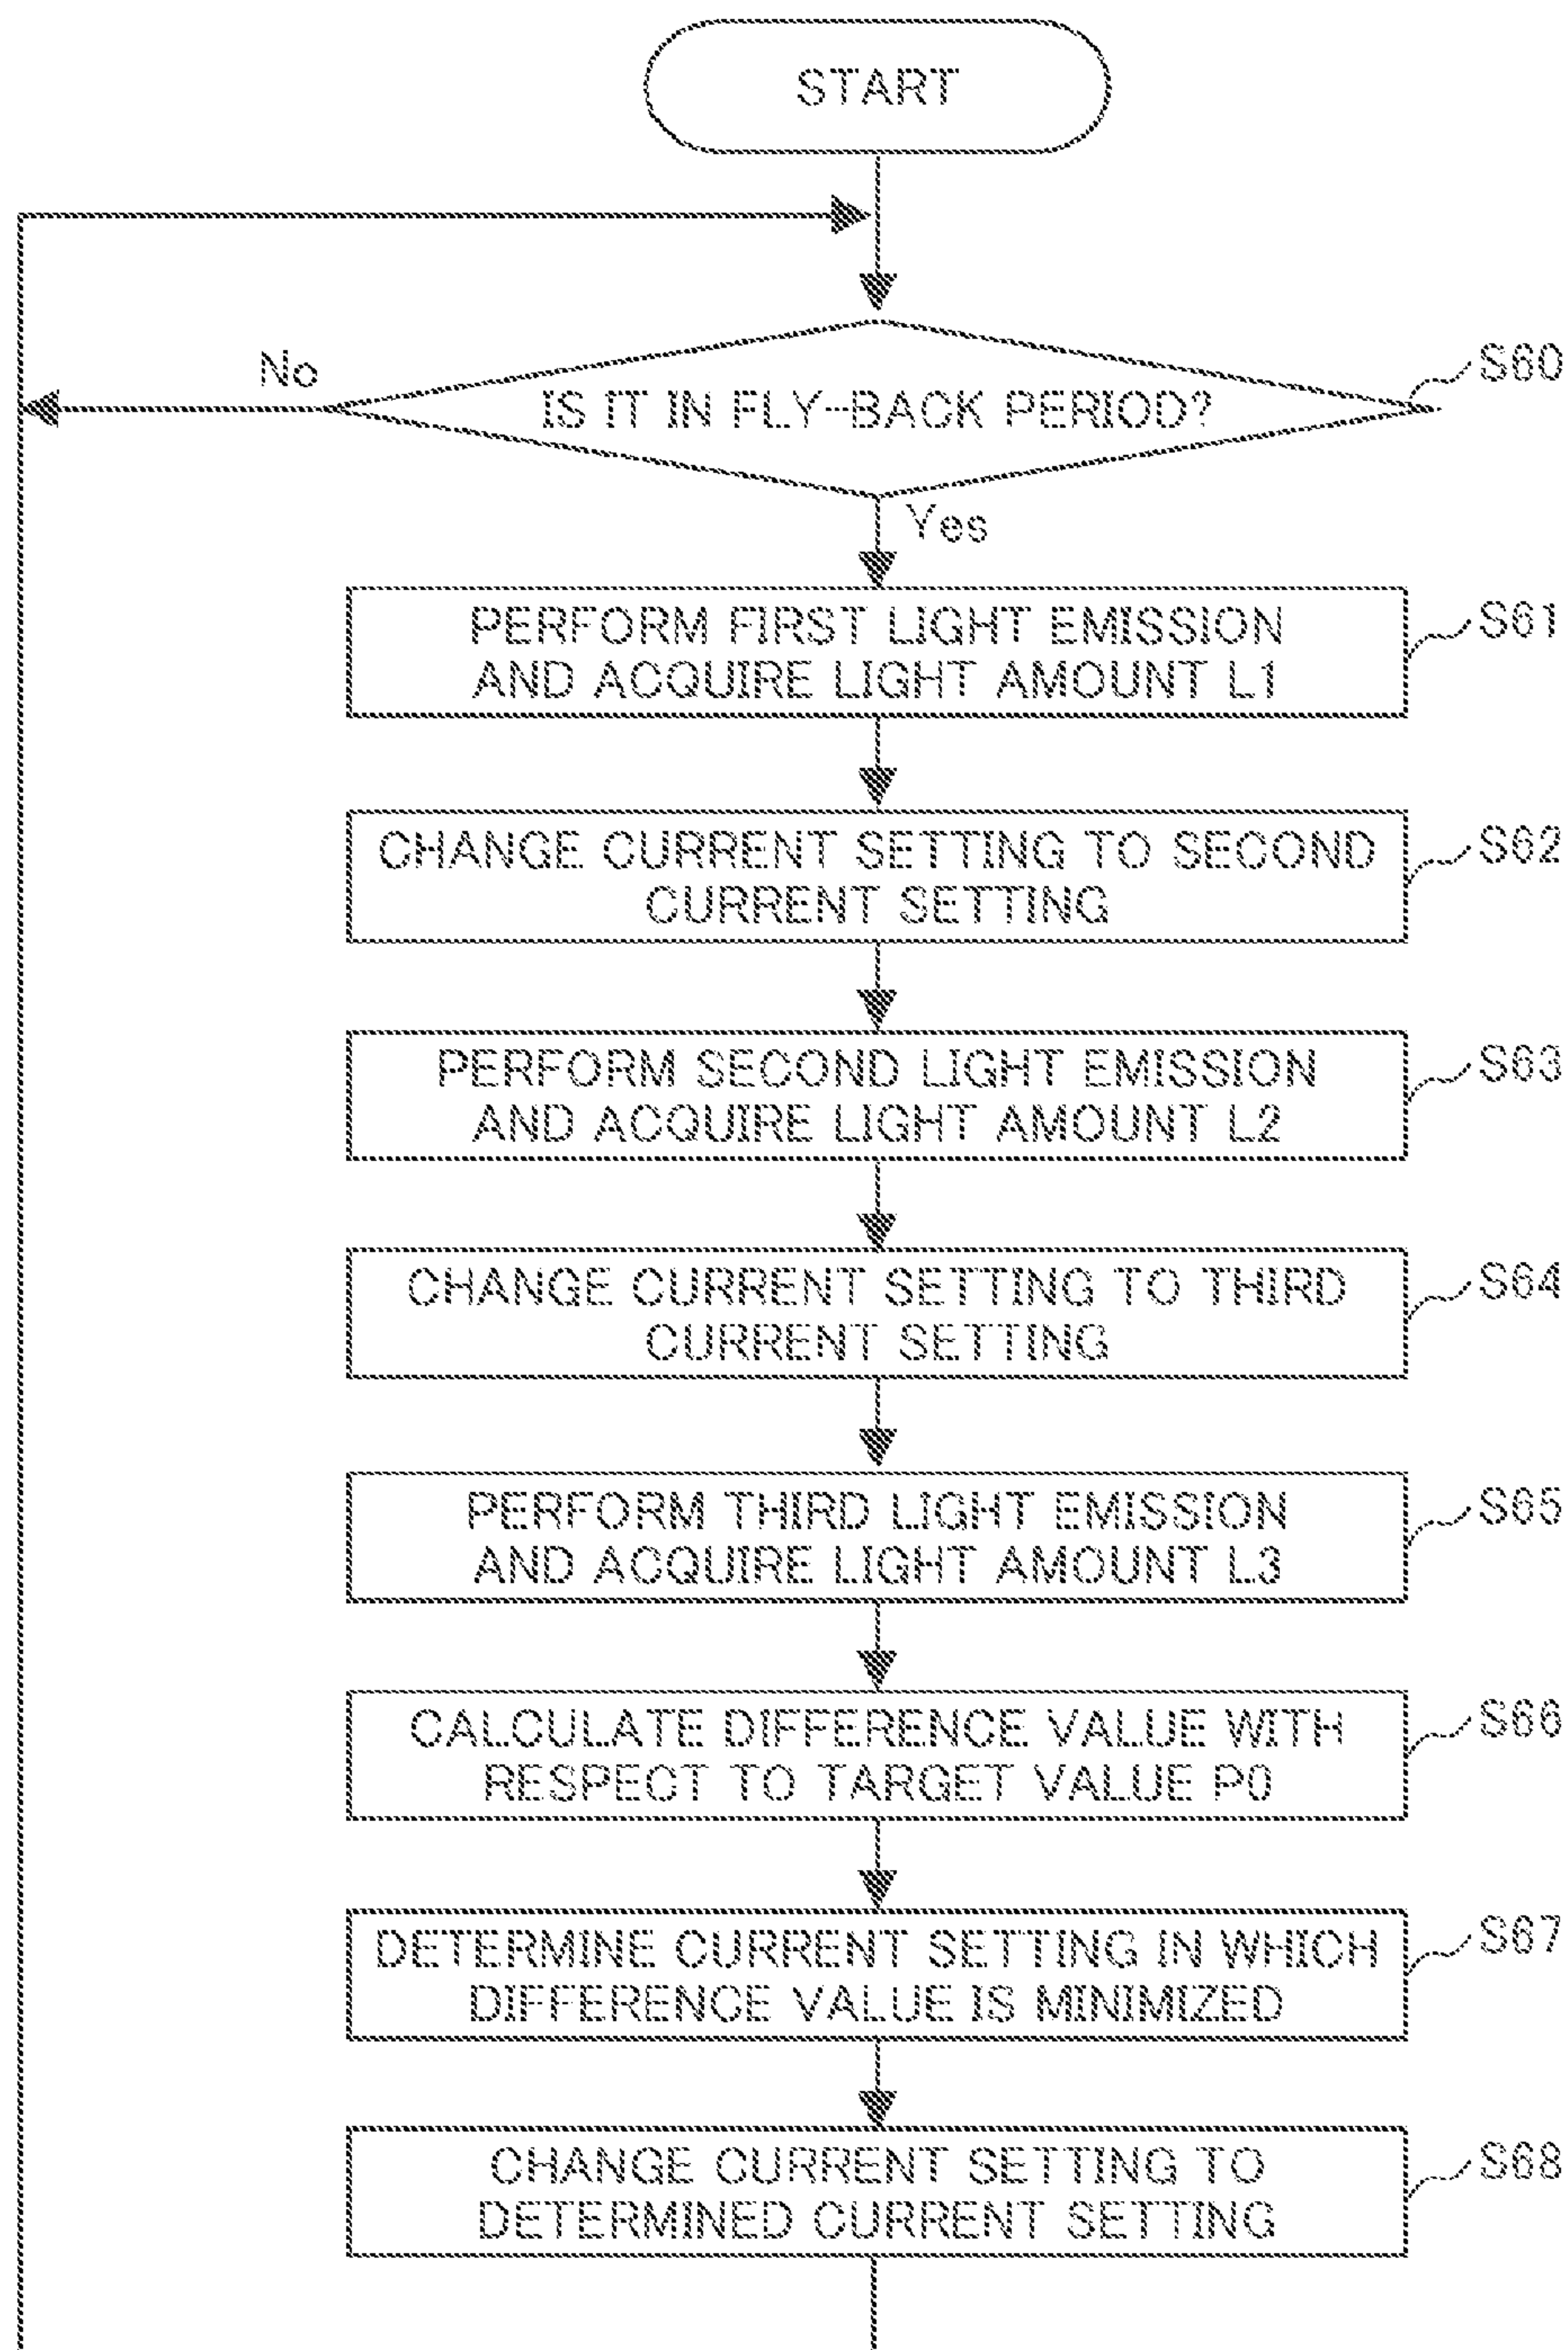 START
No
IS IT IN FLY-BACK PERIOD?
S60
Yes
PERFORM FIRST LIGHT EMISSION
AND ACQUIRE LIGHT AMOUNT L1
S61
CHANGE CURRENT SETTING TO SECOND
CURRENT SETTING
S62
PERFORM SECOND LIGHT EMISSION
AND ACQUIRE LIGHT AMOUNT L2
S63
CHANGE CURRENT SETTING TO THIRD
CURRENT SETTING
S64
PERFORM THIRD LIGHT EMISSION
AND ACQUIRE LIGHT AMOUNT L3
S65
CALCULATE DIFFERENCE VALUE WITH
RESPECT TO TARGET VALUE P0
S66
DETERMINE CURRENT SETTING IN WHICH
DIFFERENCE VALUE IS MINIMIZED
S67
CHANGE CURRENT SETTING TO
DETERMINED CURRENT SETTING
S68